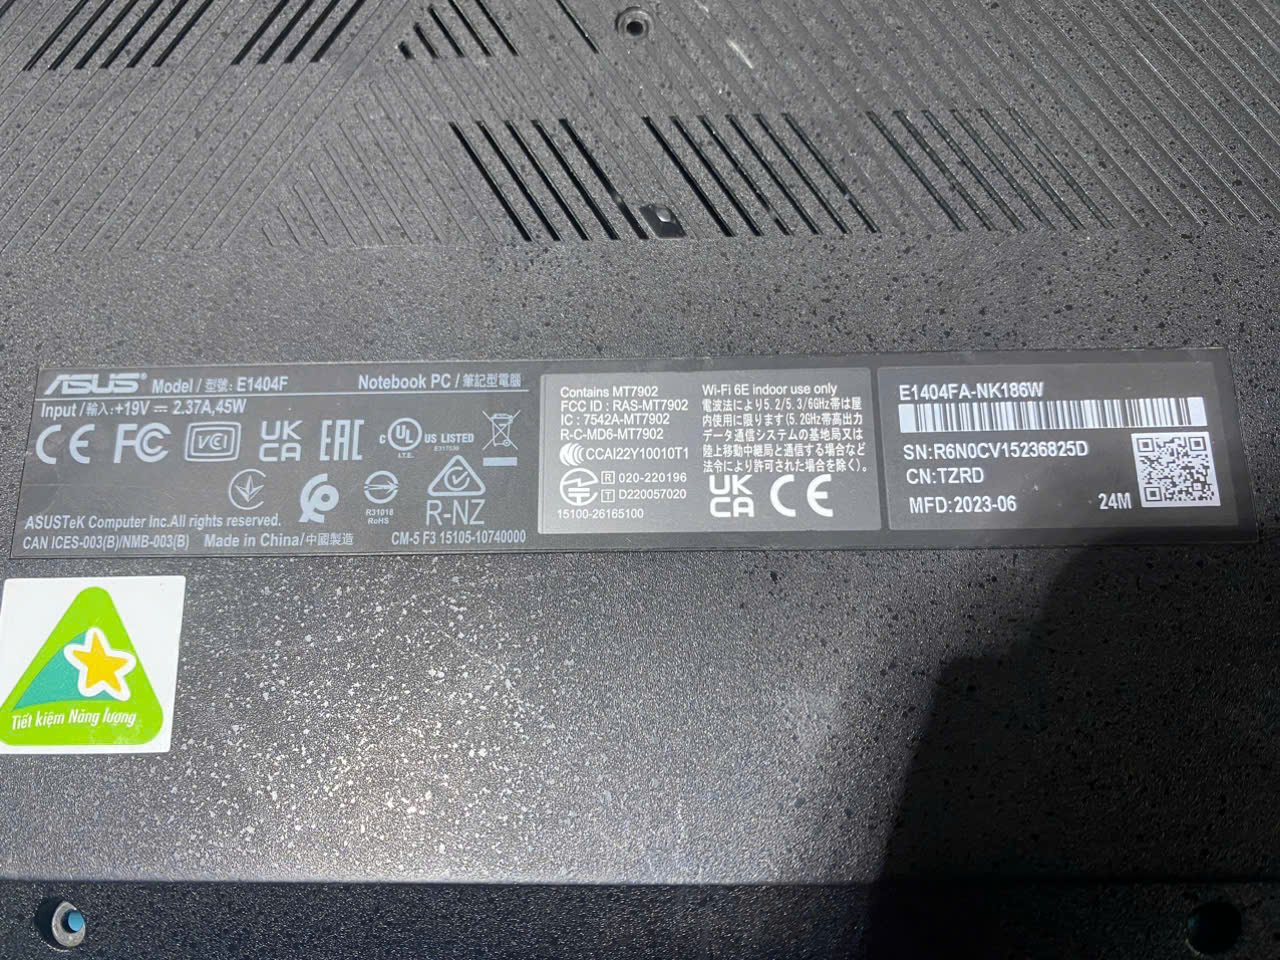 ASUS Model / 型號: E1404F Notebook PC / 筆記型電腦
Input / 輸入: +19V ⎓ 2.37A,45W
CE FC VCCI UK CA EAC c UL US LISTED
I.T.E. E317530
R31018
RoHS
R-NZ
ASUSTeK Computer Inc.All rights reserved.
CAN ICES-003(B)/NMB-003(B) Made in China/中國製造 CM-5 F3 15105-10740000
Contains MT7902
FCC ID : RAS-MT7902
IC : 7542A-MT7902
R-C-MD6-MT7902
CCAI22Y10010T1
R 020-220196
T D220057020
15100-26165100
Wi-Fi 6E indoor use only
電波法により5.2/5.3/6GHz帯は屋
内使用に限ります(5.2GHz帯高出力
データ通信システムの基地局又は
陸上移動中継局と通信する場合など
法令により許可された場合を除く)。
UK CA CE
E1404FA-NK186W
SN:R6N0CV15236825D
CN:TZRD
MFD:2023-06 24M
Tiết kiệm Năng lượng